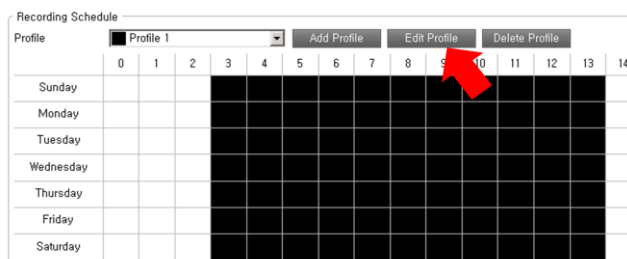 Recording Schedule
Profile Profile 1 Add Profile Edit Profile Delete Profile
0 1 2 3 4 5 6 7 8 9 10 11 12 13 14
Sunday
Monday
Tuesday
Wednesday
Thursday
Friday
Saturday